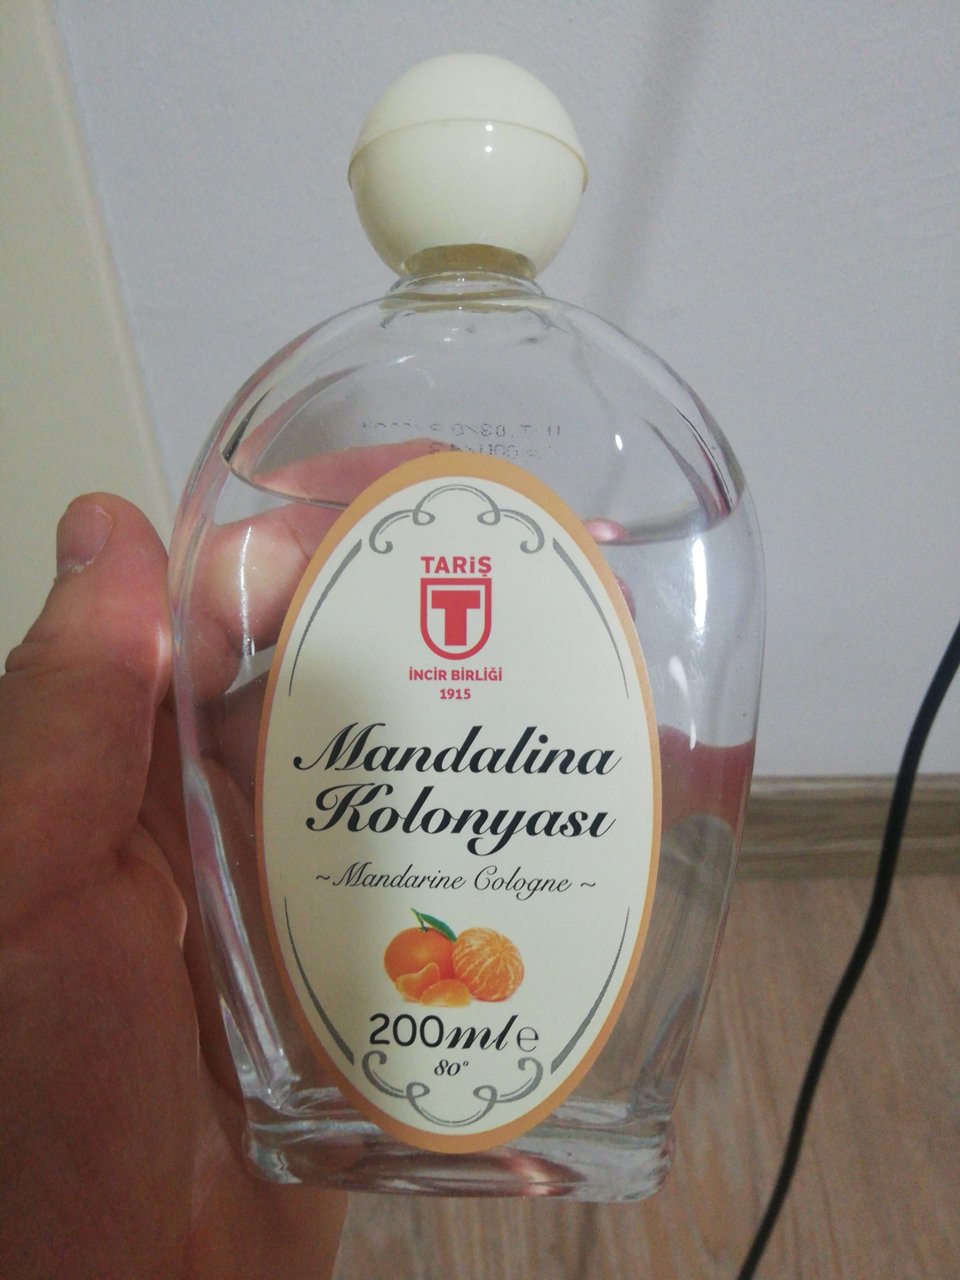 TARİŞ
T
İNCİR BİRLİĞİ
1915
Mandalina
Kolonyası
~Mandarine Cologne ~
200ml e
80°